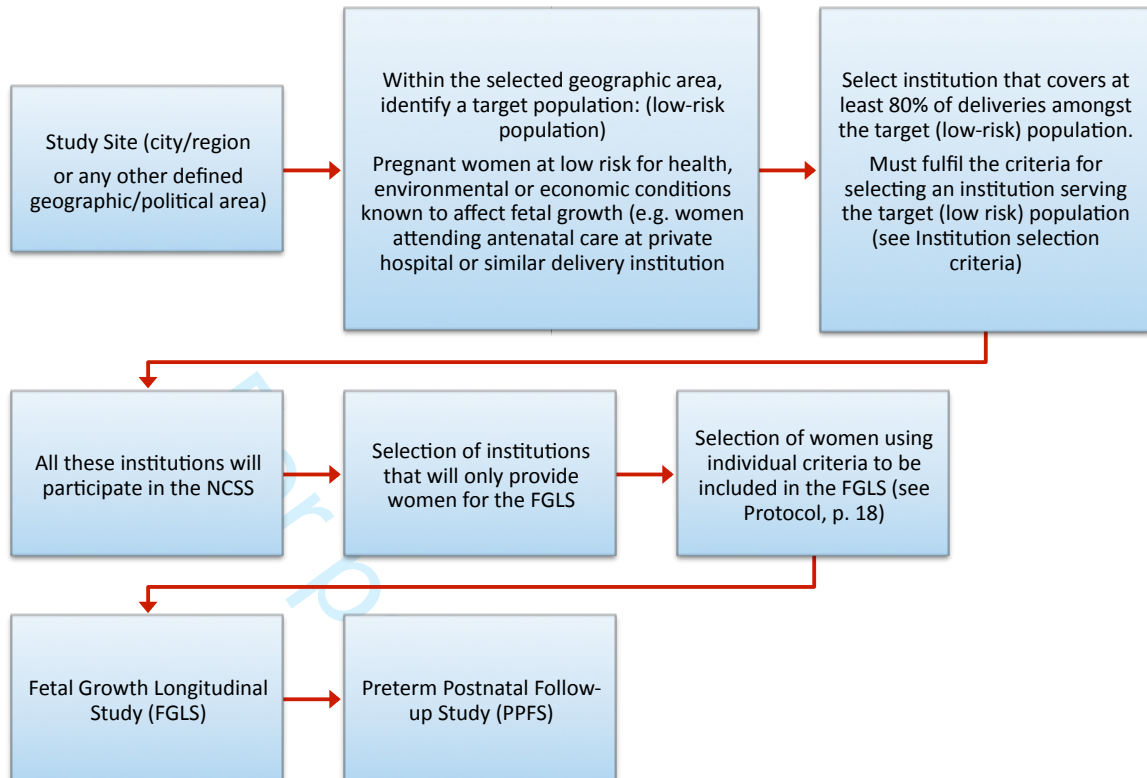 Study Site (city/region
or any other defined
geographic/political area)
Within the selected geographic area,
identify a target population: (low-risk
population)
Pregnant women at low risk for health,
environmental or economic conditions
known to affect fetal growth (e.g. women
attending antenatal care at private
hospital or similar delivery institution
Select institution that covers at
least 80% of deliveries amongst
the target (low-risk) population.
Must fulfil the criteria for
selecting an institution serving
the target (low risk) population
(see Institution selection
criteria)
All these institutions will
participate in the NCSS
Selection of institutions
that will only provide
women for the FGLS
Selection of women using
individual criteria to be
included in the FGLS (see
Protocol, p. 18)
Fetal Growth Longitudinal
Study (FGLS)
Preterm Postnatal Follow-
up Study (PPFS)